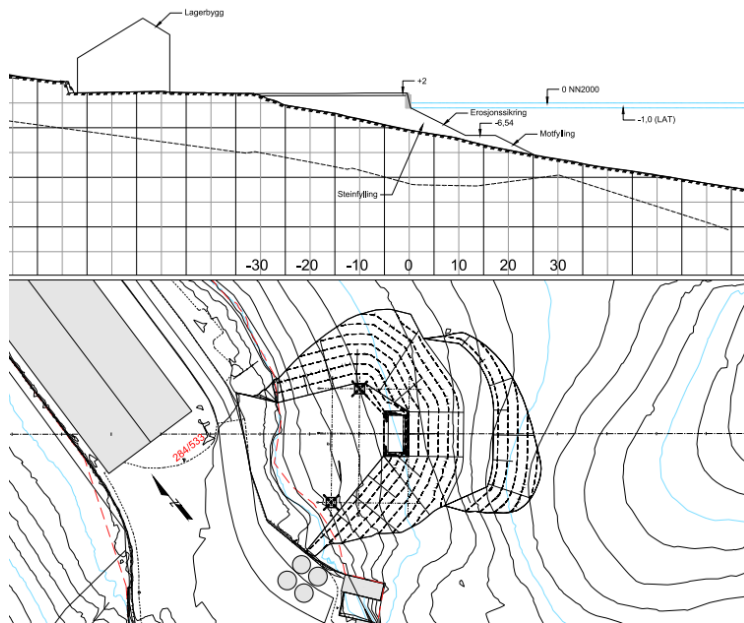 Lagerbygg
+2
0 NN2000
Erosjonssikring
-1,0 (LAT)
-6,54
Motfylling
Steinfylling
-30 -20 -10 0 10 20 30
284/533
N